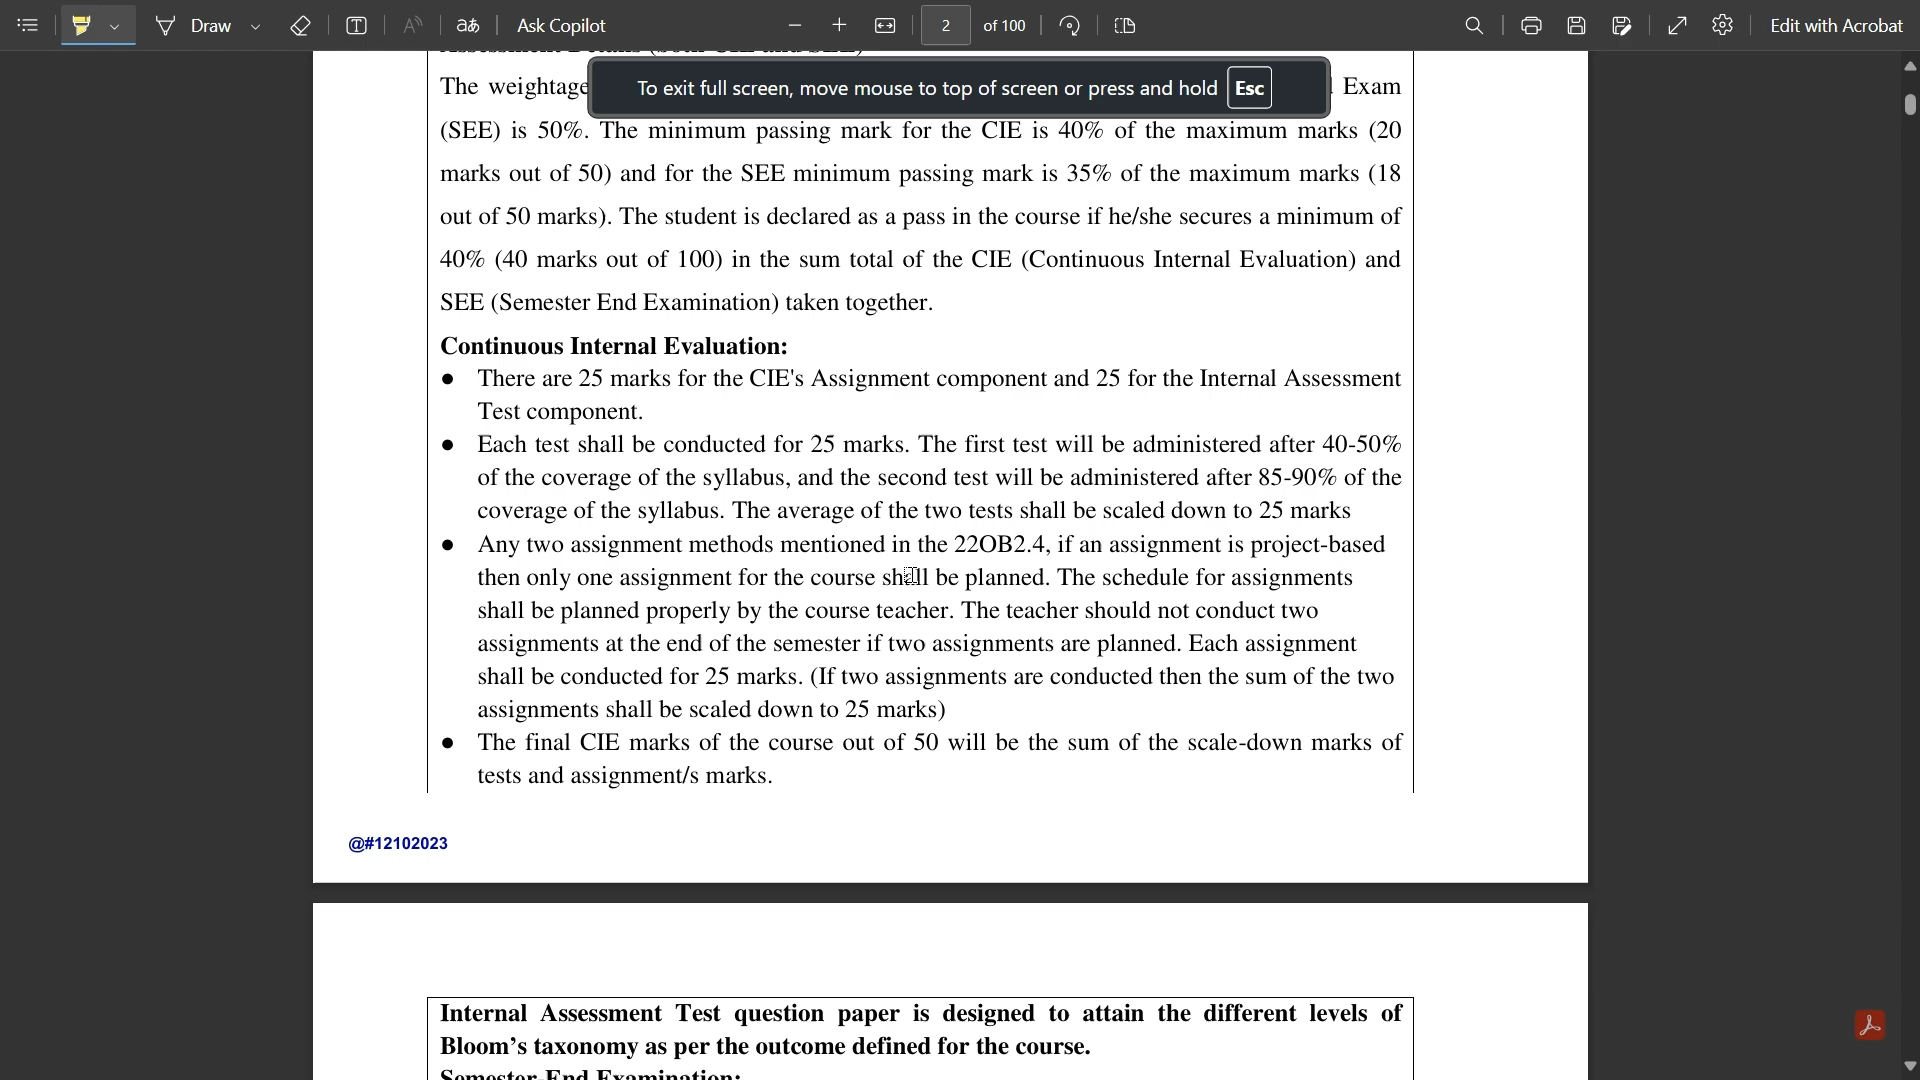 Draw
Ask Copilot
2 of 100
Edit with Acrobat
To exit full screen, move mouse to top of screen or press and hold Esc
The weightage Exam
(SEE) is 50%. The minimum passing mark for the CIE is 40% of the maximum marks (20
marks out of 50) and for the SEE minimum passing mark is 35% of the maximum marks (18
out of 50 marks). The student is declared as a pass in the course if he/she secures a minimum of
40% (40 marks out of 100) in the sum total of the CIE (Continuous Internal Evaluation) and
SEE (Semester End Examination) taken together.
Continuous Internal Evaluation:
● There are 25 marks for the CIE's Assignment component and 25 for the Internal Assessment
Test component.
● Each test shall be conducted for 25 marks. The first test will be administered after 40-50%
of the coverage of the syllabus, and the second test will be administered after 85-90% of the
coverage of the syllabus. The average of the two tests shall be scaled down to 25 marks
● Any two assignment methods mentioned in the 22OB2.4, if an assignment is project-based
then only one assignment for the course shall be planned. The schedule for assignments
shall be planned properly by the course teacher. The teacher should not conduct two
assignments at the end of the semester if two assignments are planned. Each assignment
shall be conducted for 25 marks. (If two assignments are conducted then the sum of the two
assignments shall be scaled down to 25 marks)
● The final CIE marks of the course out of 50 will be the sum of the scale-down marks of
tests and assignment/s marks.
@#12102023
Internal Assessment Test question paper is designed to attain the different levels of
Bloom’s taxonomy as per the outcome defined for the course.
Semester-End Examination: